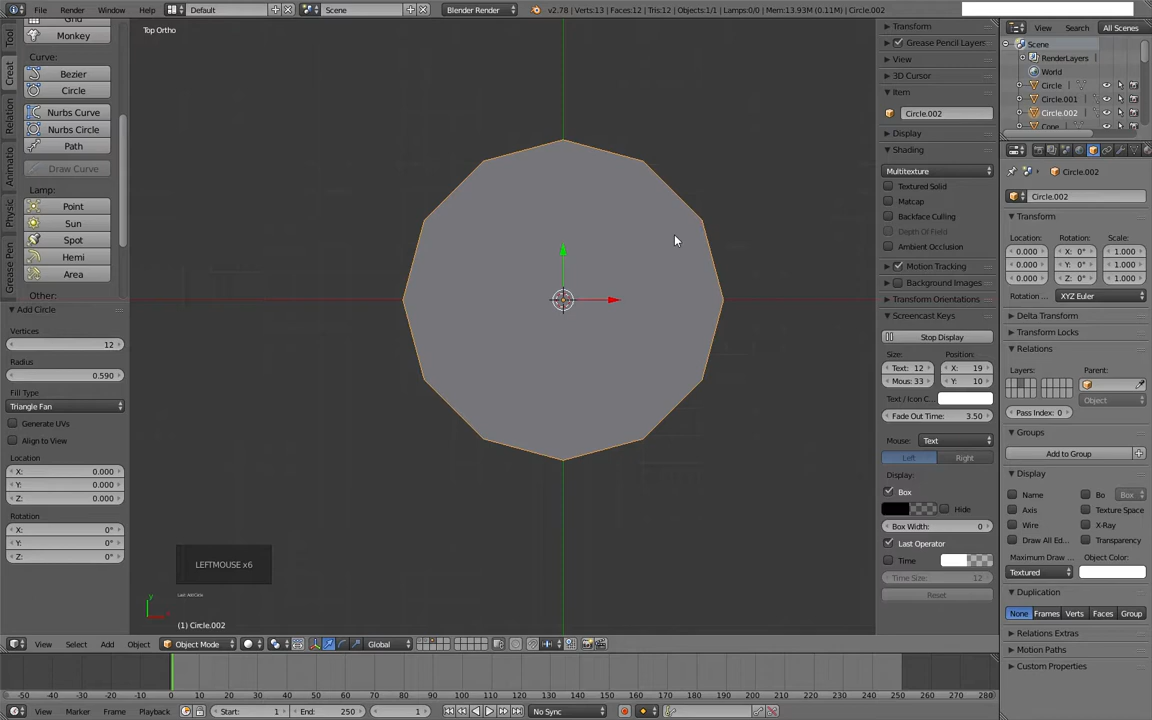 File Render Window Help Default Scene Blender Render v2.78 | Verts:13 | Faces:12 | Tris:12 | Objects:1/1 | Lamps:0/0 | Mem:13.93M (0.11M) | Circle.002
Top Ortho
Tool
Creat
Relation
Animatio
Physic
Grease Pen
Monkey
Curve:
Bezier
Circle
Nurbs Curve
Nurbs Circle
Path
Draw Curve
Lamp:
Point
Sun
Spot
Hemi
Area
Other:
Add Circle
Vertices
12
Radius
0.590
Fill Type
Triangle Fan
Generate UVs
Align to View
Location
X: 0.000
Y: 0.000
Z: 0.000
Rotation
X: 0°
Y: 0°
Z: 0°
LEFTMOUSE x6
Last: Add Circle
y
x
(1) Circle.002
Transform
Grease Pencil Layers
View
3D Cursor
Item
Circle.002
Display
Shading
Multitexture
Textured Solid
Matcap
Backface Culling
Depth Of Field
Ambient Occlusion
Motion Tracking
Background Images
Transform Orientations
Screencast Keys
Stop Display
Size: Position:
Text: 12 X: 19
Mous: 33 Y: 10
Text / Icon C...
Fade Out Time: 3.50
Mouse: Text
Left Right
Display:
Box
Hide
Box Width: 0
Last Operator
Time
Time Size: 12
Reset
View Search All Scenes
Scene
RenderLayers
World
Circle
Circle.001
Circle.002
Cone
Circle.002
Circle.002
Transform
Location: Rotation: Scale:
0.000 X: 0° 1.000
0.000 Y: 0° 1.000
0.000 Z: 0° 1.000
Rotation ... XYZ Euler
Delta Transform
Transform Locks
Relations
Layers: Parent:
Object
Pass Index: 0
Groups
Add to Group
Display
Name Bo Box
Axis Texture Space
Wire X-Ray
Draw All Ed... Transparency
Maximum Draw ... Object Color:
Textured
Duplication
None Frames Verts Faces Group
Relations Extras
Motion Paths
Custom Properties
View Select Add Object Object Mode Global
-50 -40 -30 -20 -10 0 10 20 30 40 50 60 70 80 90 100 110 120 130 140 150 160 170 180 190 200 210 220 230 240 250 260 270 280
View Marker Frame Playback Start: 1 End: 250 1 No Sync